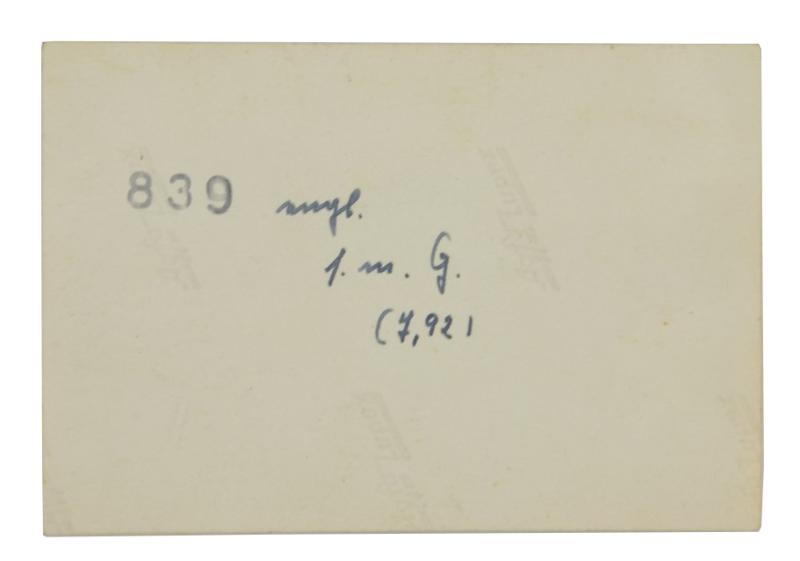 839 engl.
s. m. G.
(7,92)